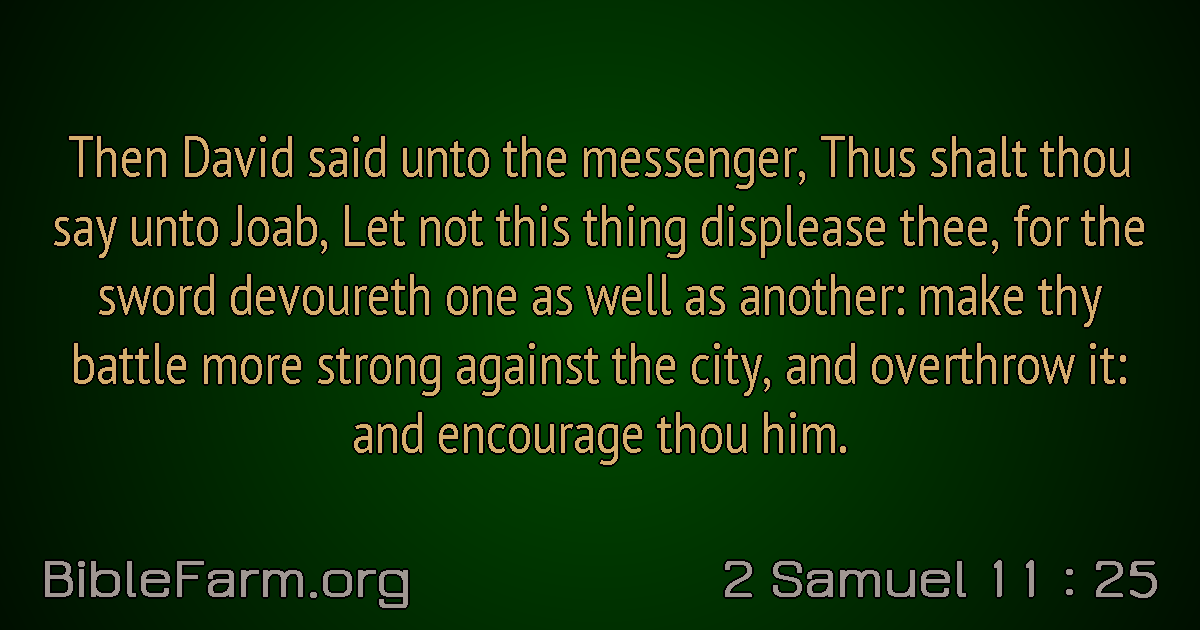 Then David said unto the messenger, Thus shalt thou
say unto Joab, Let not this thing displease thee, for the
sword devoureth one as well as another: make thy
battle more strong against the city, and overthrow it:
and encourage thou him.
BibleFarm.org
2 Samuel 11 : 25